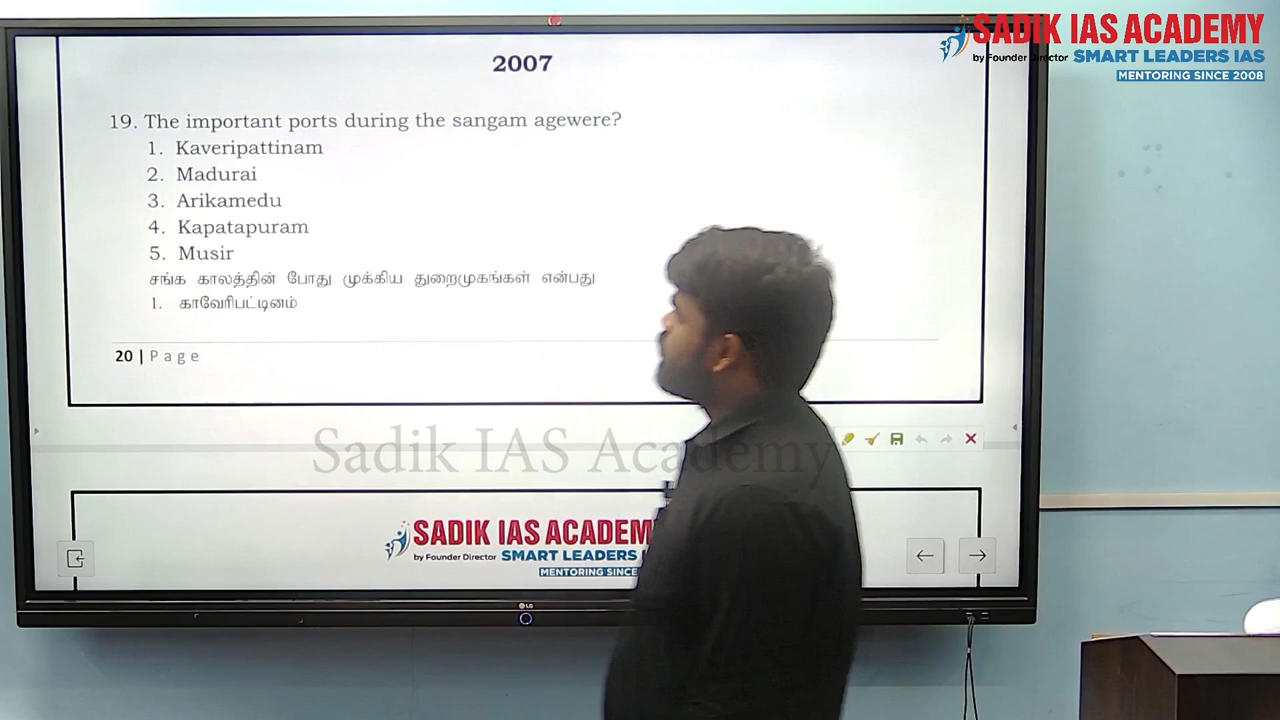 SADIK IAS ACADEMY
by Founder Director SMART LEADERS IAS
MENTORING SINCE 2008
2007
19. The important ports during the sangam agewere?
1. Kaveripattinam
2. Madurai
3. Arikamedu
4. Kapatapuram
5. Musir
சங்க காலத்தின் போது முக்கிய துறைமுகங்கள் என்பது
1. காவேரிபட்டினம்
20 | Page
Sadik IAS Academy
SADIK IAS ACADEM
by Founder Director SMART LEADERS
MENTORING SINCE
LG